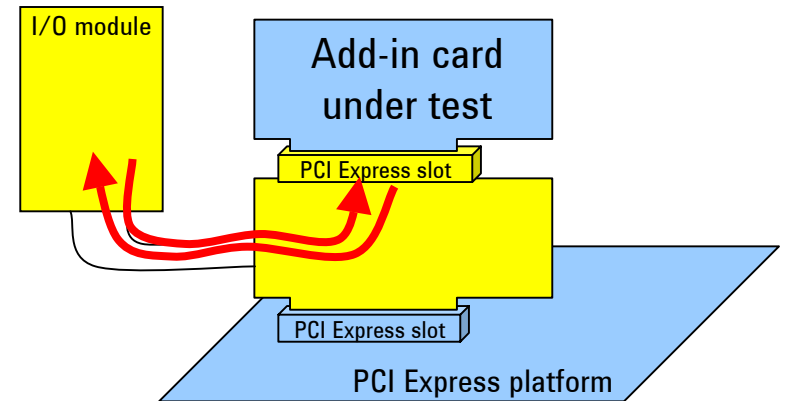 I/O module
Add-in card
under test
PCI Express slot
PCI Express slot
PCI Express platform